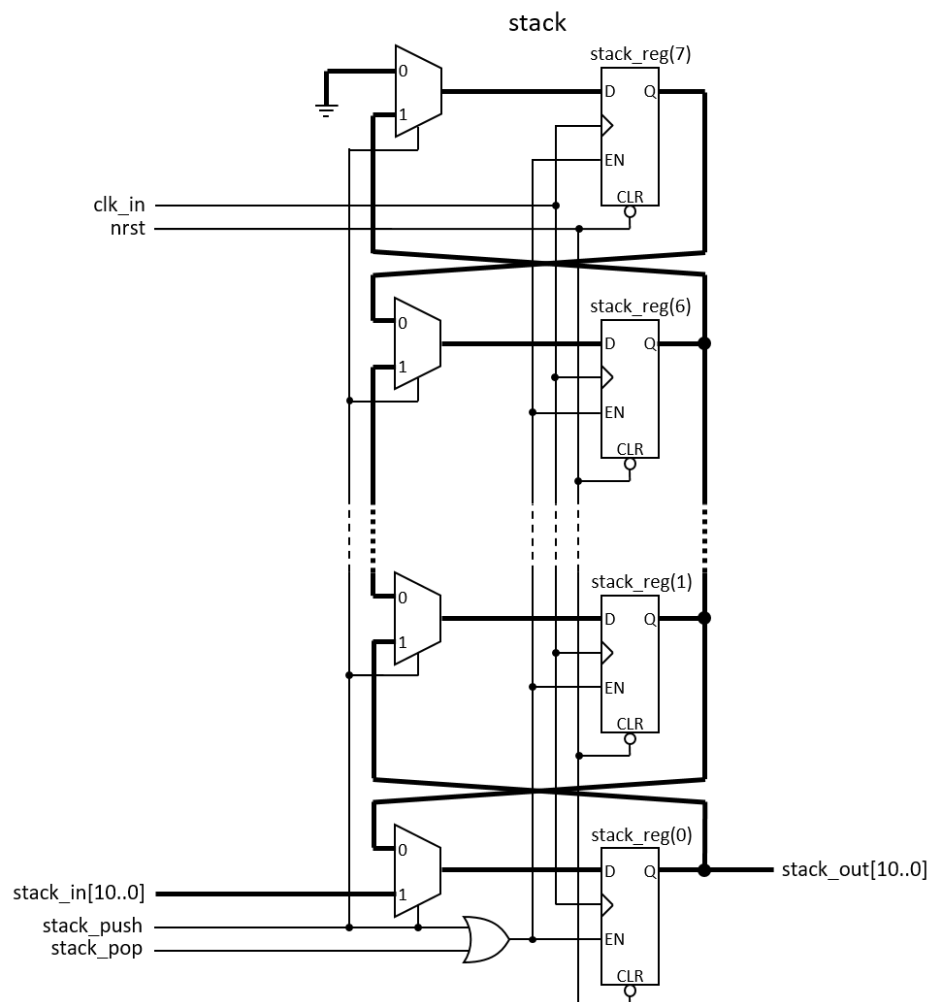 stack
stack_reg(7)
0
D
Q
1
EN
clk_in
CLR
nrst
stack_reg(6)
0
D
Q
1
EN
CLR
stack_reg(1)
0
D
Q
1
EN
CLR
stack_reg(0)
0
D
Q
stack_out[10..0]
stack_in[10..0]
1
stack_push
EN
stack_pop
CLR